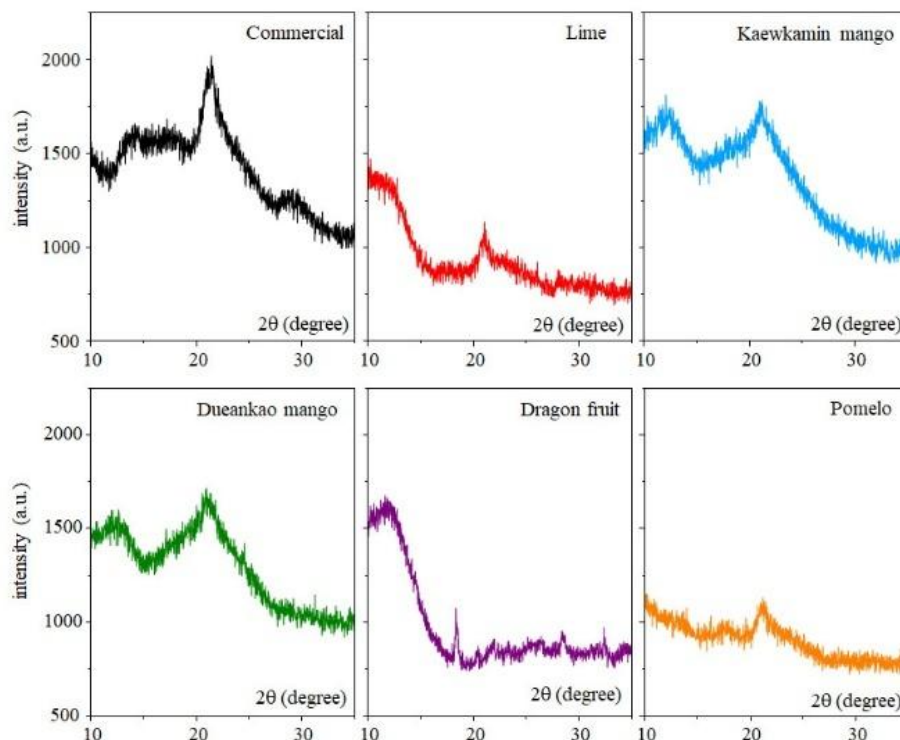 Commercial
Lime
Kaewkamin mango
2000
1500
1000
500
intensity (a.u.)
2θ (degree)
2θ (degree)
2θ (degree)
10 20 30
10 20 30
10 20 30
Dueankao mango
Dragon fruit
Pomelo
2000
1500
1000
500
intensity (a.u.)
2θ (degree)
2θ (degree)
2θ (degree)
10 20 30
10 20 30
10 20 30